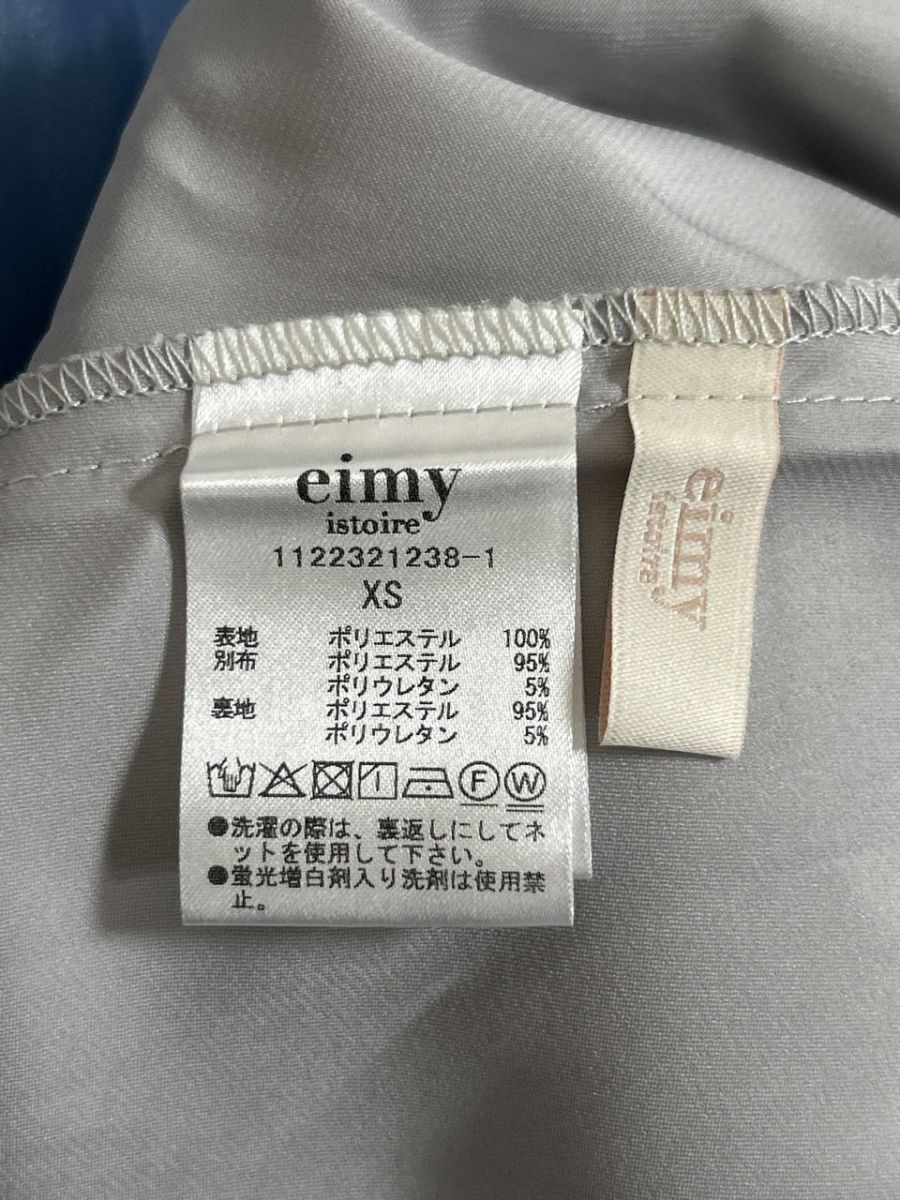 eimy
istoire
1122321238-1
XS
表地 ポリエステル 100%
別布 ポリエステル 95%
ポリウレタン 5%
裏地 ポリエステル 95%
ポリウレタン 5%
F W
●洗濯の際は、裏返しにしてネ
ットを使用して下さい。
●蛍光増白剤入り洗剤は使用禁
止。
eimy
istoire